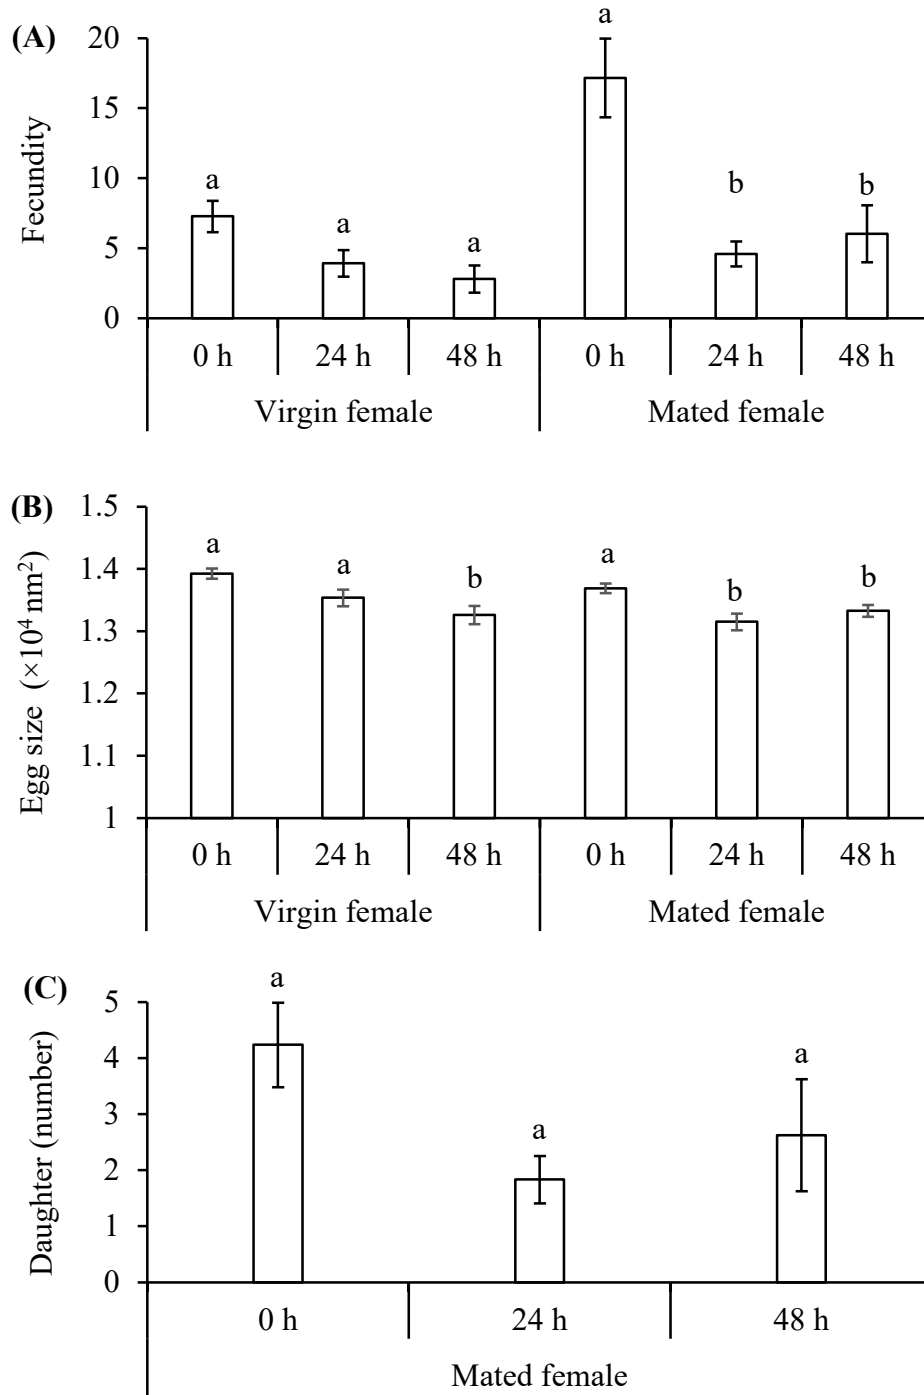 (A)
Fecundity
20
15
10
5
0
a
a
a
a
b
b
0 h 24 h 48 h 0 h 24 h 48 h
Virgin female Mated female
(B)
Egg size (×10⁴ nm²)
1.5
1.4
1.3
1.2
1.1
1
a
a
b
a
b
b
0 h 24 h 48 h 0 h 24 h 48 h
Virgin female Mated female
(C)
Daughter (number)
5
4
3
2
1
0
a
a
a
0 h 24 h 48 h
Mated female